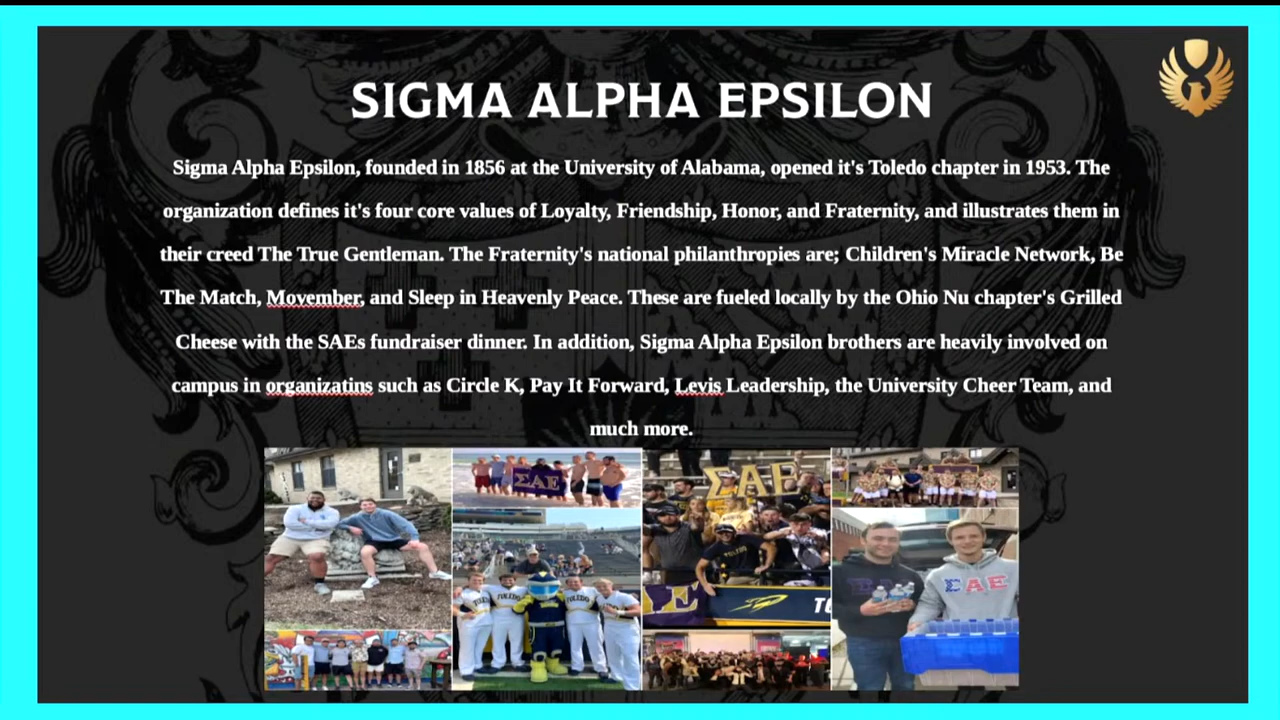 SIGMA ALPHA EPSILON
Sigma Alpha Epsilon, founded in 1856 at the University of Alabama, opened it's Toledo chapter in 1953. The
organization defines it's four core values of Loyalty, Friendship, Honor, and Fraternity, and illustrates them in
their creed The True Gentleman. The Fraternity's national philanthropies are; Children's Miracle Network, Be
The Match, Movember, and Sleep in Heavenly Peace. These are fueled locally by the Ohio Nu chapter's Grilled
Cheese with the SAEs fundraiser dinner. In addition, Sigma Alpha Epsilon brothers are heavily involved on
campus in organizatins such as Circle K, Pay It Forward, Levis Leadership, the University Cheer Team, and
much more.
ΣΑΕ
ΣΑΕ
TOLEDO
TOLEDO
TOLEDO
E
ΣΑΕ